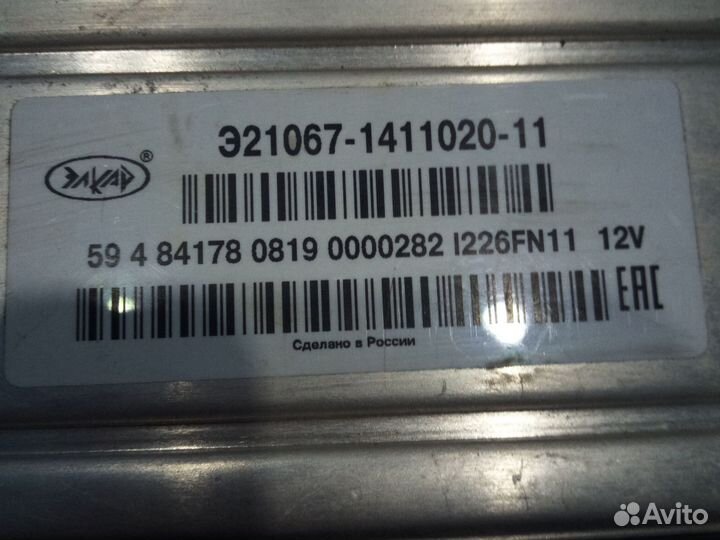 Э21067-1411020-11
ЭЛКАР ®
59 4 84178 0819 0000282 I226FN11 12V
EAC
Сделано в России
Avito